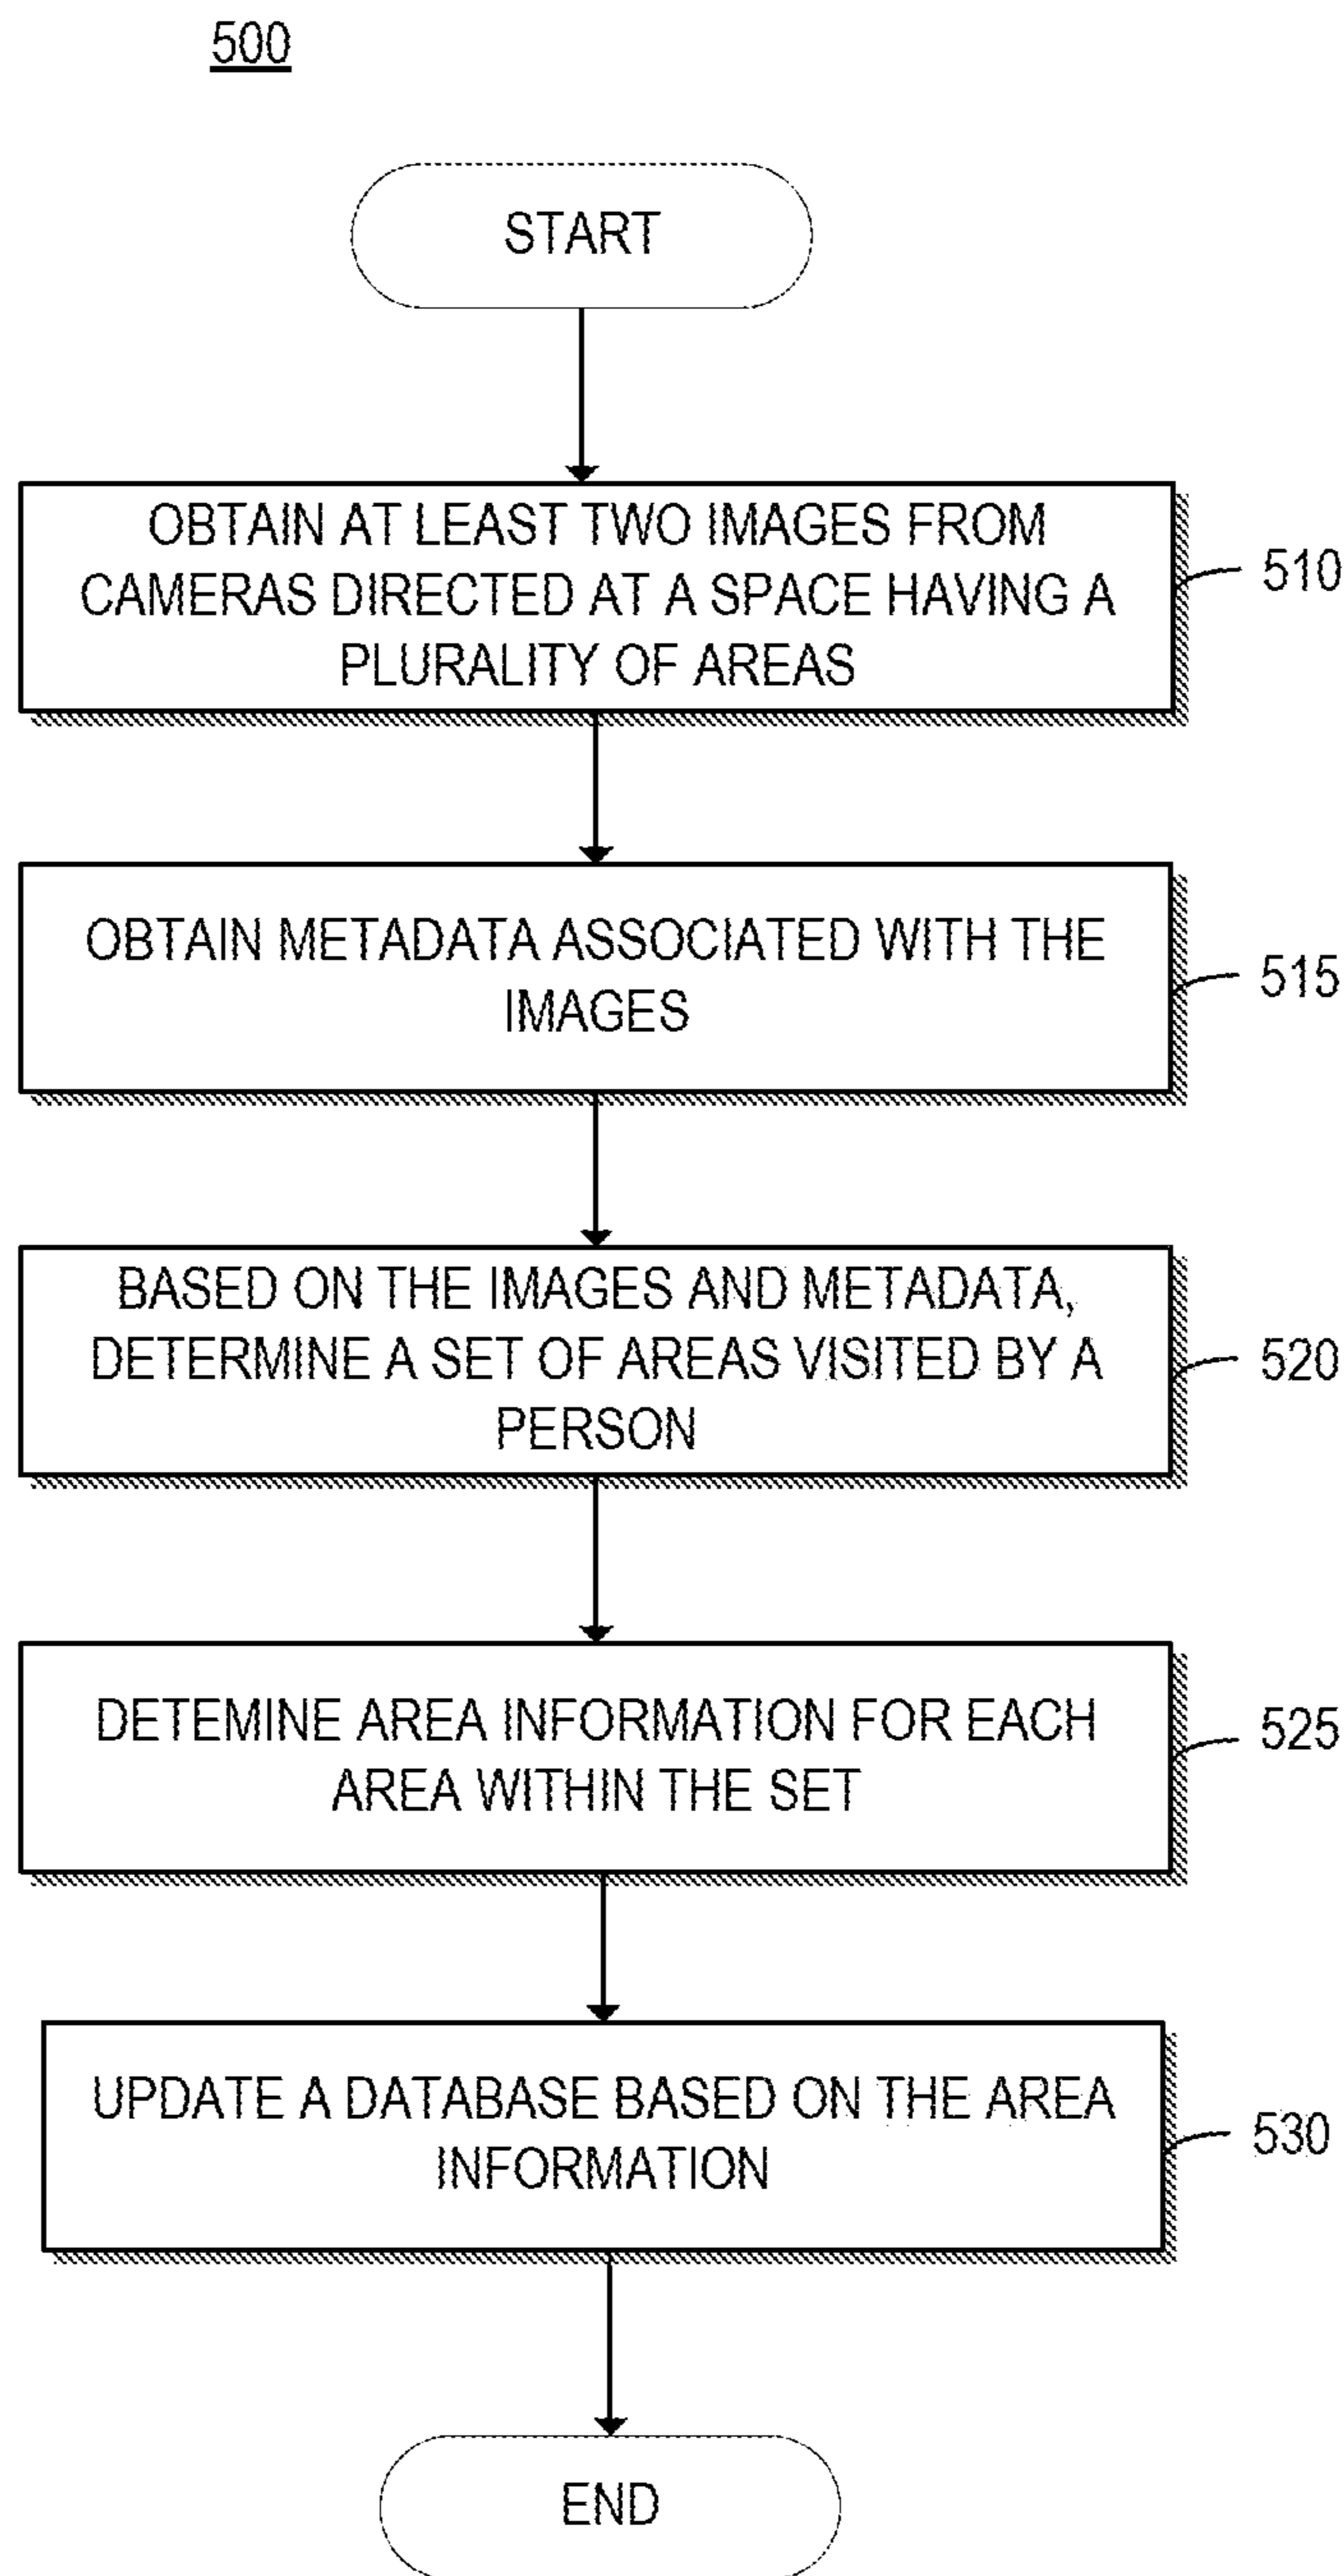 500
START
OBTAIN AT LEAST TWO IMAGES FROM
CAMERAS DIRECTED AT A SPACE HAVING A
PLURALITY OF AREAS
510
OBTAIN METADATA ASSOCIATED WITH THE
IMAGES
515
BASED ON THE IMAGES AND METADATA,
DETERMINE A SET OF AREAS VISITED BY A
PERSON
520
DETEMINE AREA INFORMATION FOR EACH
AREA WITHIN THE SET
525
UPDATE A DATABASE BASED ON THE AREA
INFORMATION
530
END